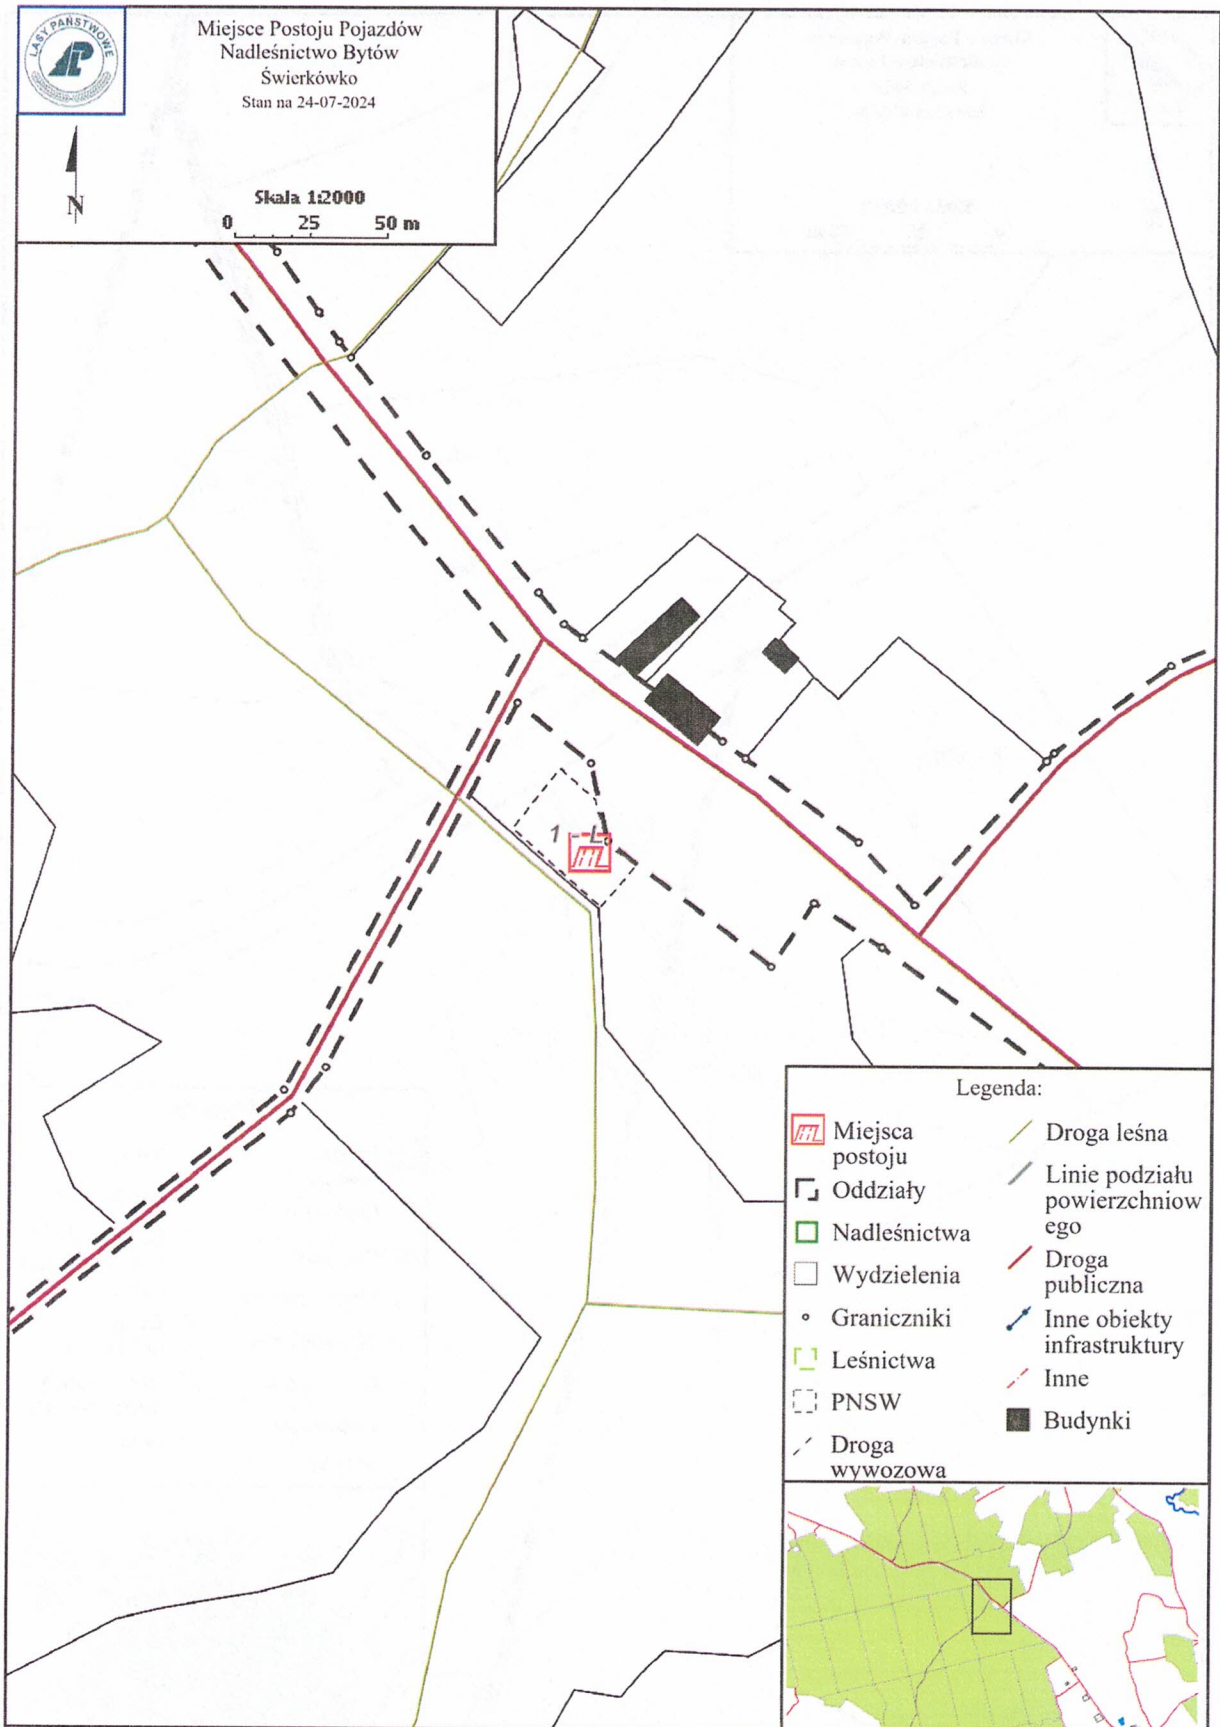 LASY PAŃSTWOWE
Miejsce Postoju Pojazdów
Nadleśnictwo Bytów
Świerkówko
Stan na 24-07-2024
N
Skala 1:2000
0 25 50 m
1 - L
Legenda:
Miejsca
postoju
Oddziały
Nadleśnictwa
Wydzielenia
Graniczniki
Leśnictwa
PNSW
Droga
wywozowa
Droga leśna
Linie podziału
powierzchniow
ego
Droga
publiczna
Inne obiekty
infrastruktury
Inne
Budynki